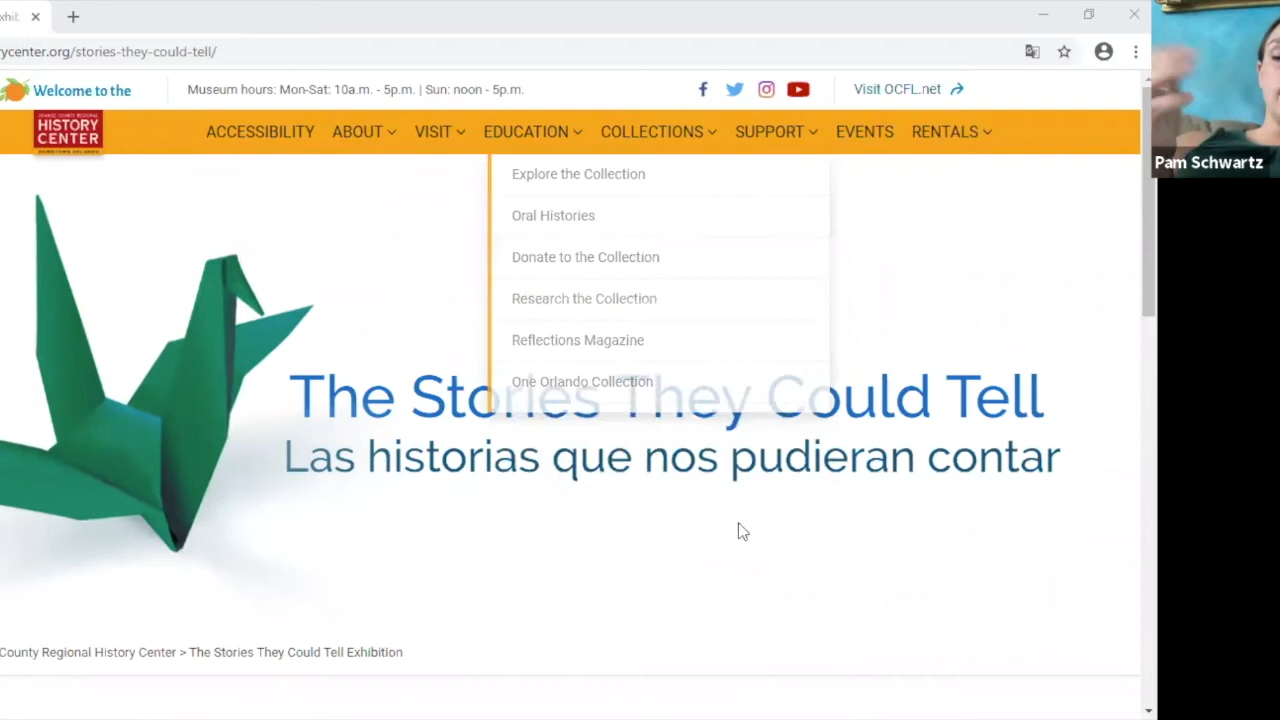 xhib
ycenter.org/stories-they-could-tell/
Welcome to the
Museum hours: Mon-Sat: 10a.m. - 5p.m. | Sun: noon - 5p.m.
Visit OCFL.net
HISTORY
CENTER
ACCESSIBILITY ABOUT VISIT EDUCATION COLLECTIONS SUPPORT EVENTS RENTALS
Pam Schwartz
Explore the Collection
Oral Histories
Donate to the Collection
Research the Collection
Reflections Magazine
One Orlando Collection
The Stories They Could Tell
Las historias que nos pudieran contar
County Regional History Center > The Stories They Could Tell Exhibition